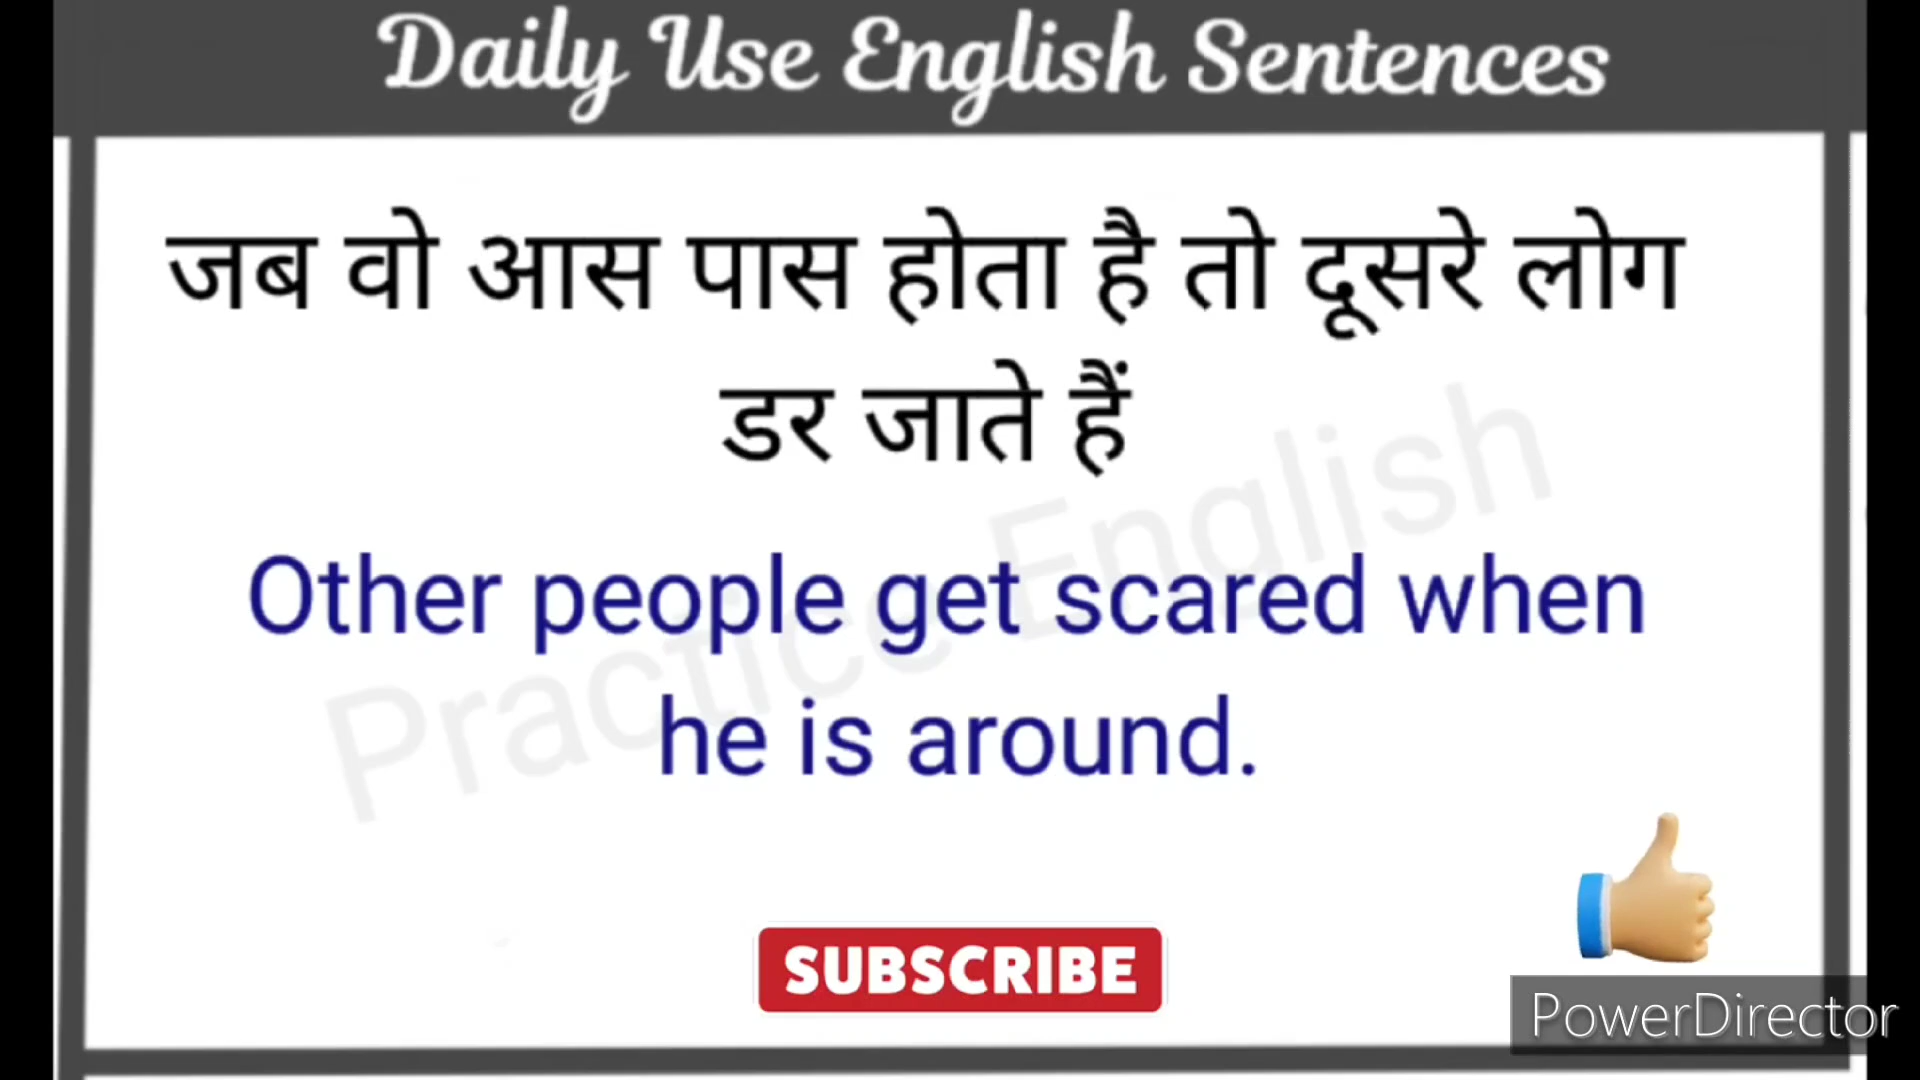 Daily Use English Sentences
जब वो आस पास होता है तो दूसरे लोग
डर जाते हैं
Other people get scared when
he is around.
Practice English
SUBSCRIBE
PowerDirector